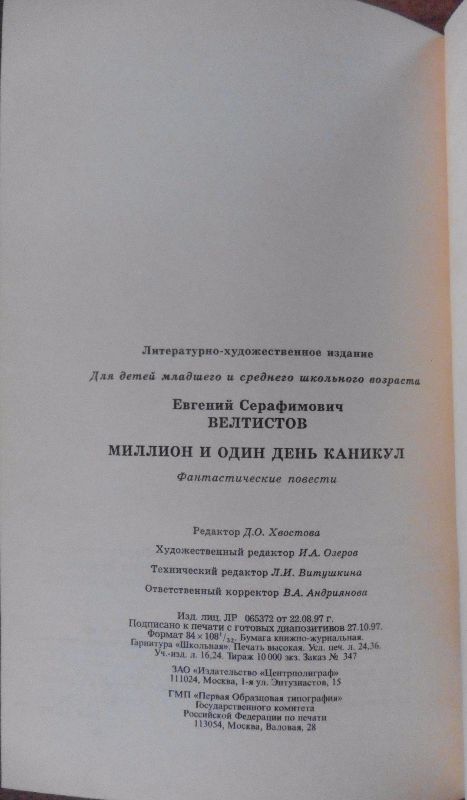 Литературно-художественное издание
Для детей младшего и среднего школьного возраста
Евгений Серафимович
ВЕЛТИСТОВ
МИЛЛИОН И ОДИН ДЕНЬ КАНИКУЛ
Фантастические повести
Редактор Д.О. Хвостова
Художественный редактор И.А. Озеров
Технический редактор Л.И. Витушкина
Ответственный корректор В.А. Андриянова
Изд. лиц. ЛР 065372 от 22.08.97 г.
Подписано к печати с готовых диапозитивов 27.10.97.
Формат 84 × 108 1/32. Бумага книжно-журнальная.
Гарнитура «Школьная». Печать высокая. Усл. печ. л. 24,36.
Уч.-изд. л. 16,24. Тираж 10 000 экз. Заказ № 347
ЗАО «Издательство «Центрполиграф»
111024, Москва, 1-я ул. Энтузиастов, 15
ГМП «Первая Образцовая типография»
Государственного комитета
Российской Федерации по печати
113054, Москва, Валовая, 28